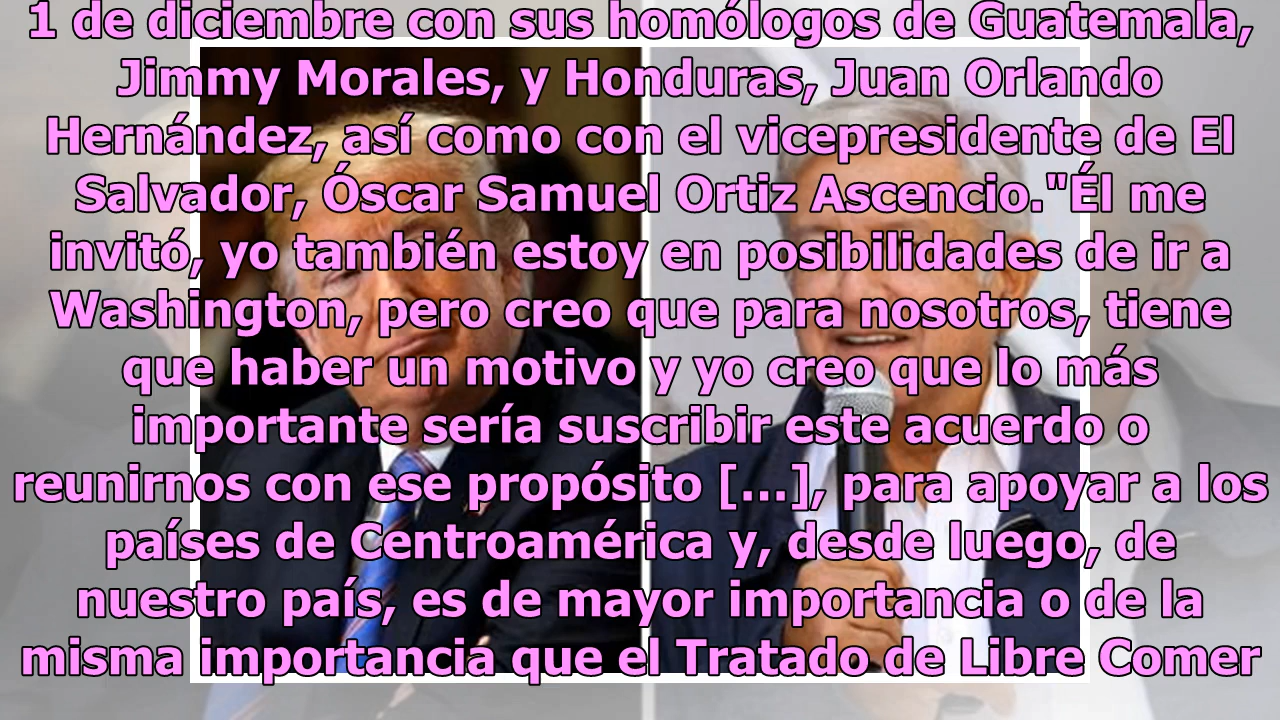 1 de diciembre con sus homólogos de Guatemala,
Jimmy Morales, y Honduras, Juan Orlando
Hernández, así como con el vicepresidente de El
Salvador, Óscar Samuel Ortiz Ascencio."Él me
invitó, yo también estoy en posibilidades de ir a
Washington, pero creo que para nosotros, tiene
que haber un motivo y yo creo que lo más
importante sería suscribir este acuerdo o
reunirnos con ese propósito [...], para apoyar a los
países de Centroamérica y, desde luego, de
nuestro país, es de mayor importancia o de la
misma importancia que el Tratado de Libre Comer